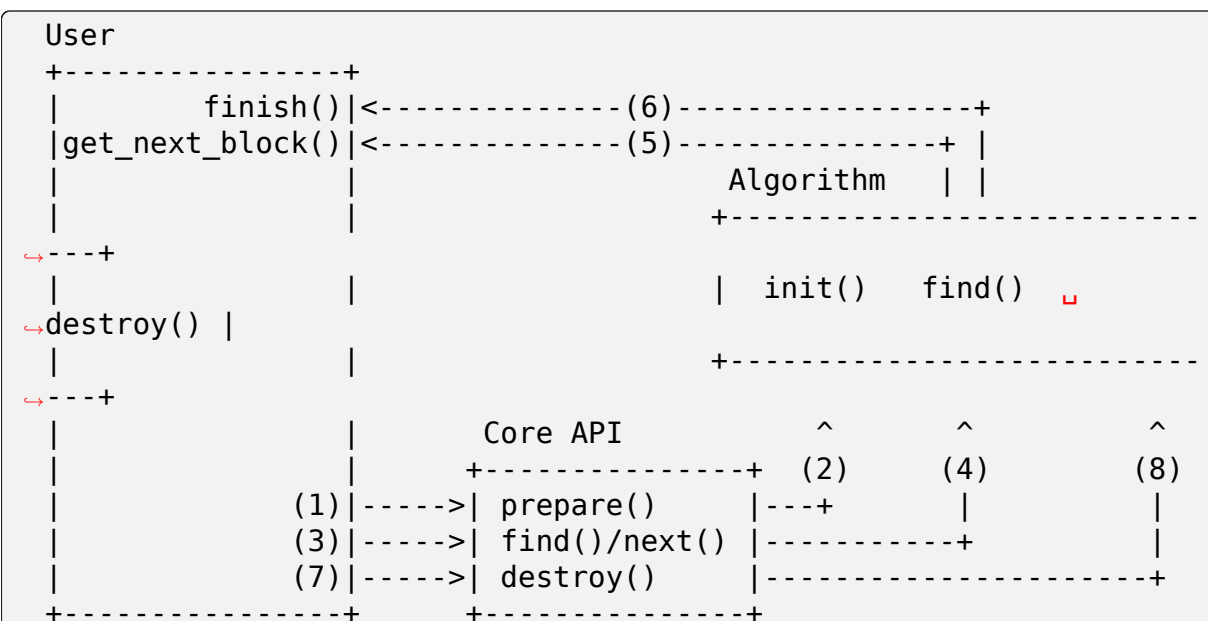 User
+----------------+
|        finish()|<--------------(6)-----------------+
|get_next_block()|<--------------(5)---------------+ |
|                |                     Algorithm   | |
|                |                    +---------------------------
↪---+
|                |                    |  init()   find()  ␣
↪destroy() |
|                |                    +---------------------------
↪---+
|                |       Core API           ^       ^          ^
|                |      +---------------+  (2)     (4)        (8)
|             (1)|----->| prepare()     |---+       |          |
|             (3)|----->| find()/next() |-----------+          |
|             (7)|----->| destroy()     |----------------------+
+----------------+      +---------------+